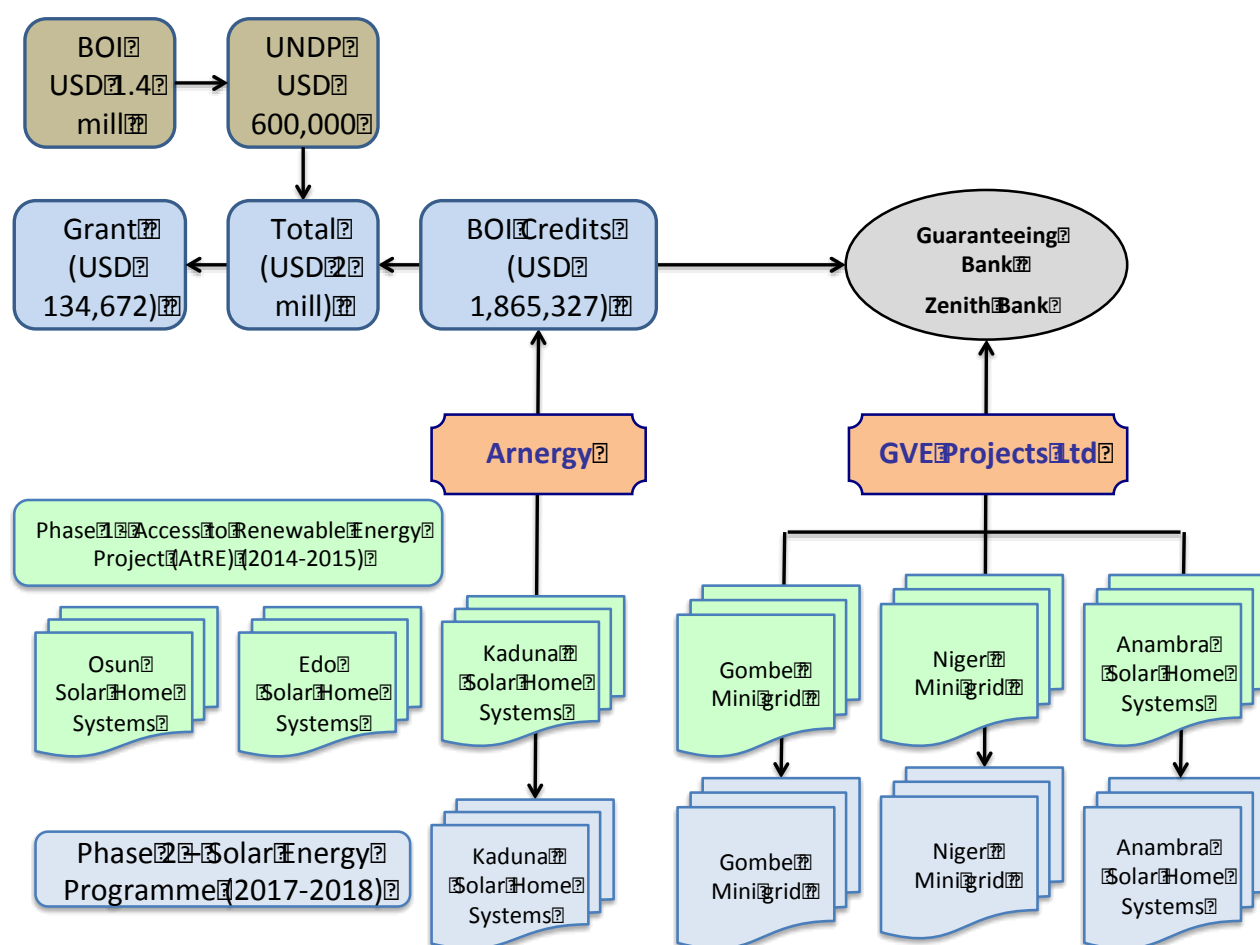 BOI
USD 1.4
mill
UNDP
USD
600,000
Grant
(USD
134,672)
Total
(USD 2
mill)
BOI Credits
(USD
1,865,327)
Guaranteeing
Bank
Zenith Bank
Arnergy
GVE Projects Ltd
Phase 1 - Access to Renewable Energy
Project (AtRE) (2014-2015)
Osun
Solar Home
Systems
Edo
Solar Home
Systems
Kaduna
Solar Home
Systems
Gombe
Mini grid
Niger
Mini grid
Anambra
Solar Home
Systems
Phase 2 – Solar Energy
Programme (2017-2018)
Kaduna
Solar Home
Systems
Gombe
Mini grid
Niger
Mini grid
Anambra
Solar Home
Systems